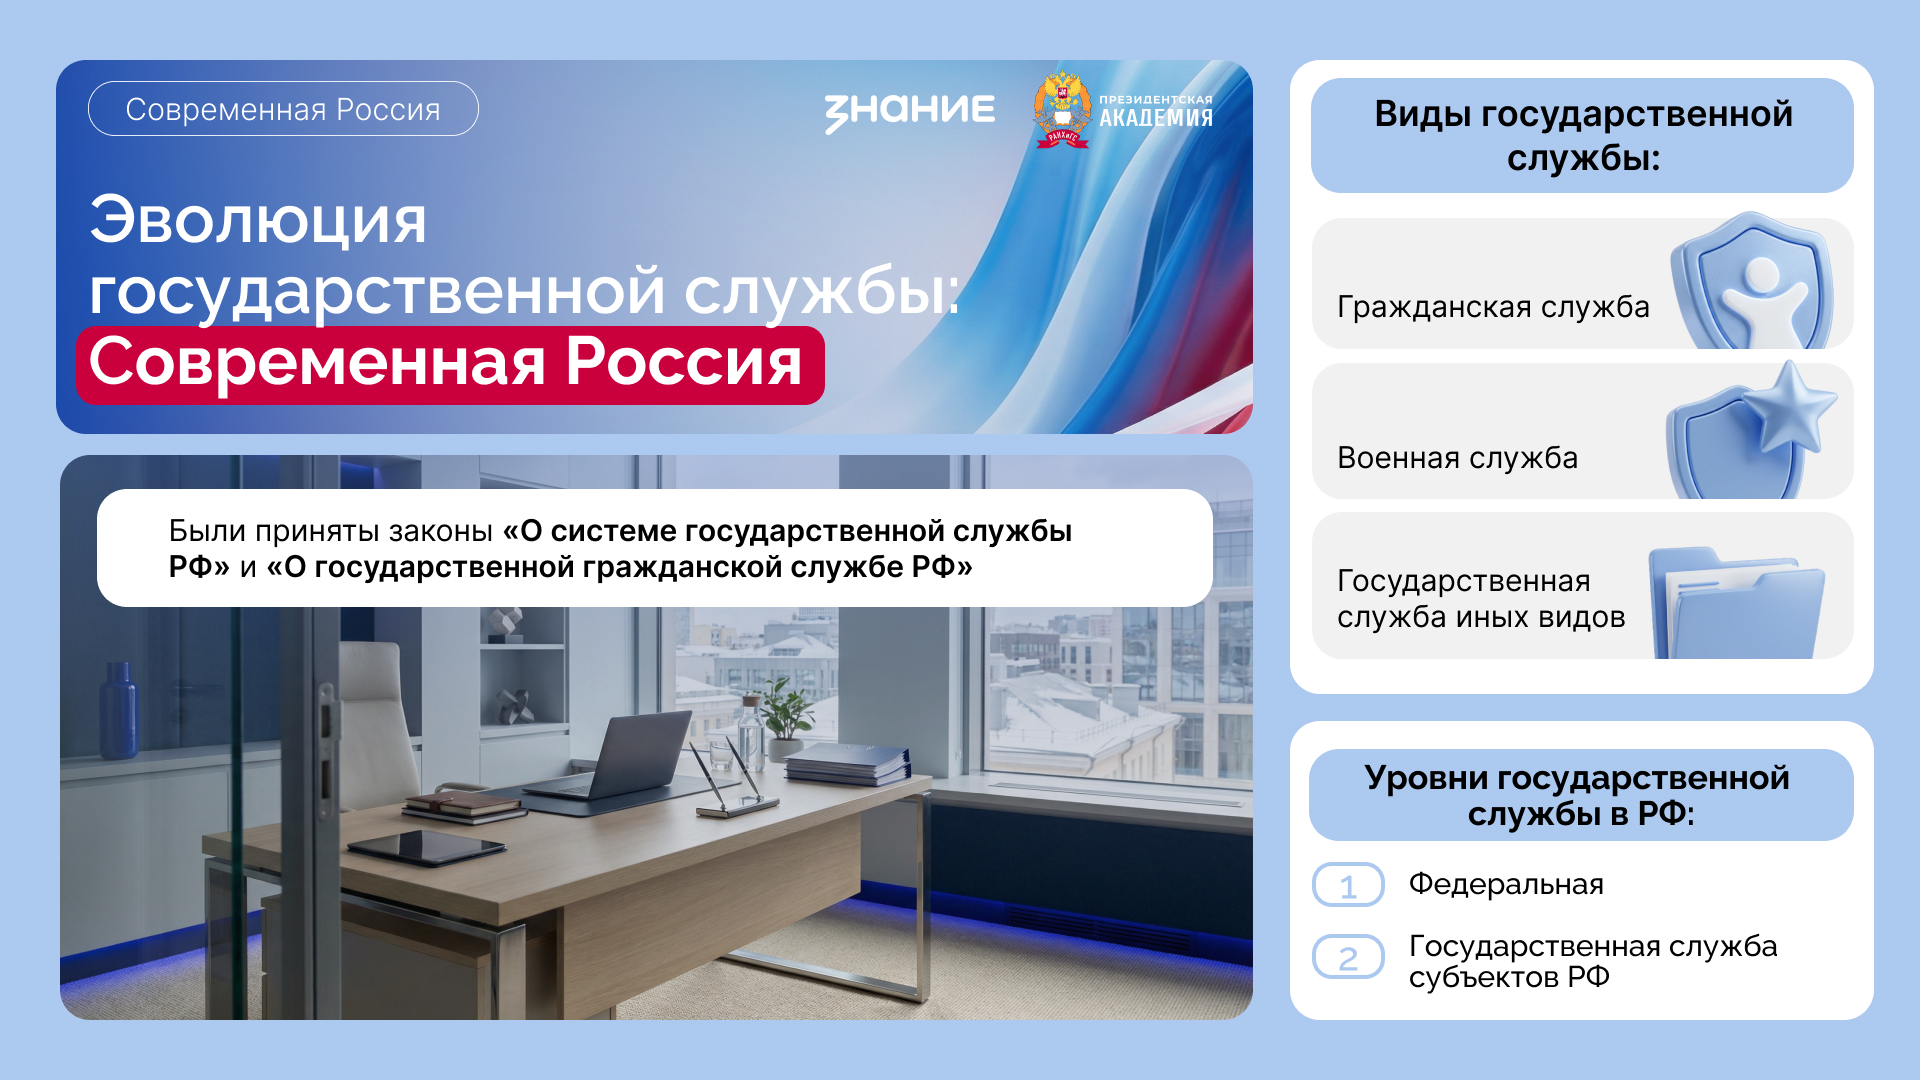 Современная Россия
ЗНАНИЕ
ПРЕЗИДЕНТСКАЯ
АКАДЕМИЯ
РАНХиГС
Эволюция
государственной службы:
Современная Россия
Были приняты законы «О системе государственной службы
РФ» и «О государственной гражданской службе РФ»
Виды государственной
службы:
Гражданская служба
Военная служба
Государственная
служба иных видов
Уровни государственной
службы в РФ:
1 Федеральная
2 Государственная служба
субъектов РФ